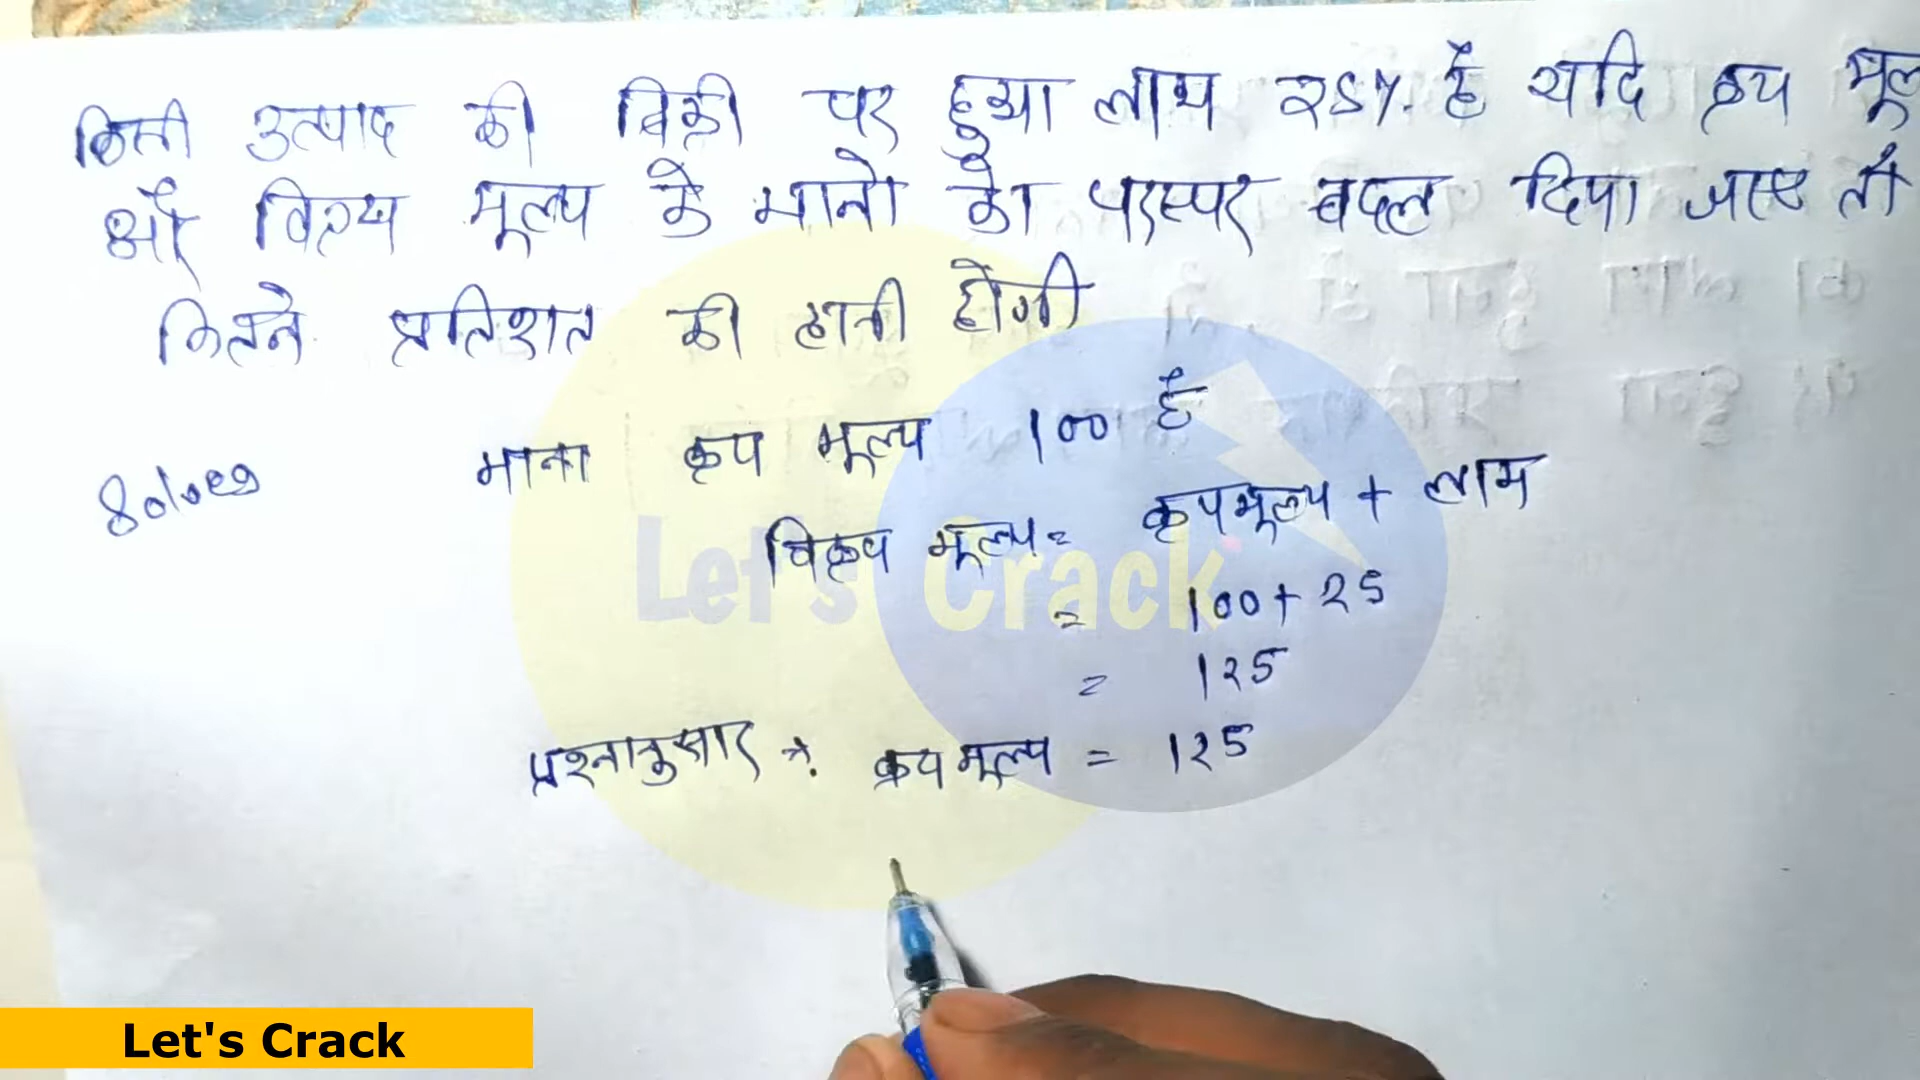 किसी उत्पाद की बिक्री पर हुआ लाभ 25% है यदि क्रय मूल
और विक्रय मूल्य के मानो को परस्पर बदल दिया जाए तो
कितने प्रतिशत की हानी होगी
माना क्रय मूल्य 100 है
विक्रय मूल्य = क्रयमूल्य + लाभ
= 100 + 25
= 125
प्रश्नानुसार क्रय मूल्य = 125
Let's Crack
Let's Crack